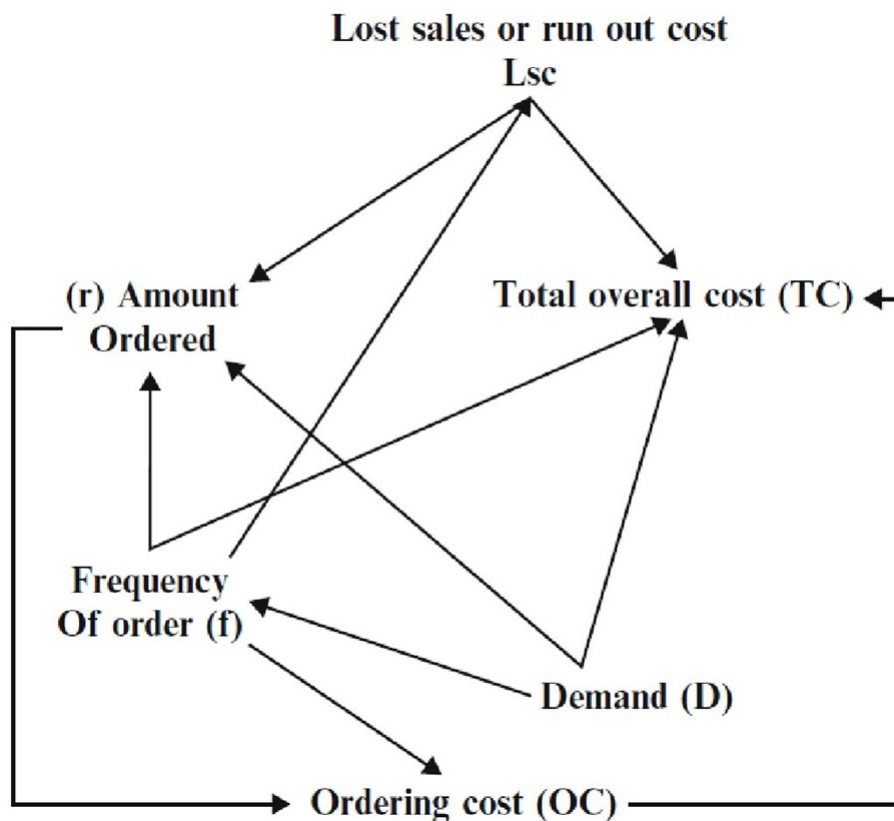 Lost sales or run out cost
Lsc
(r) Amount
Ordered
Total overall cost (TC)
Frequency
Of order (f)
Demand (D)
Ordering cost (OC)